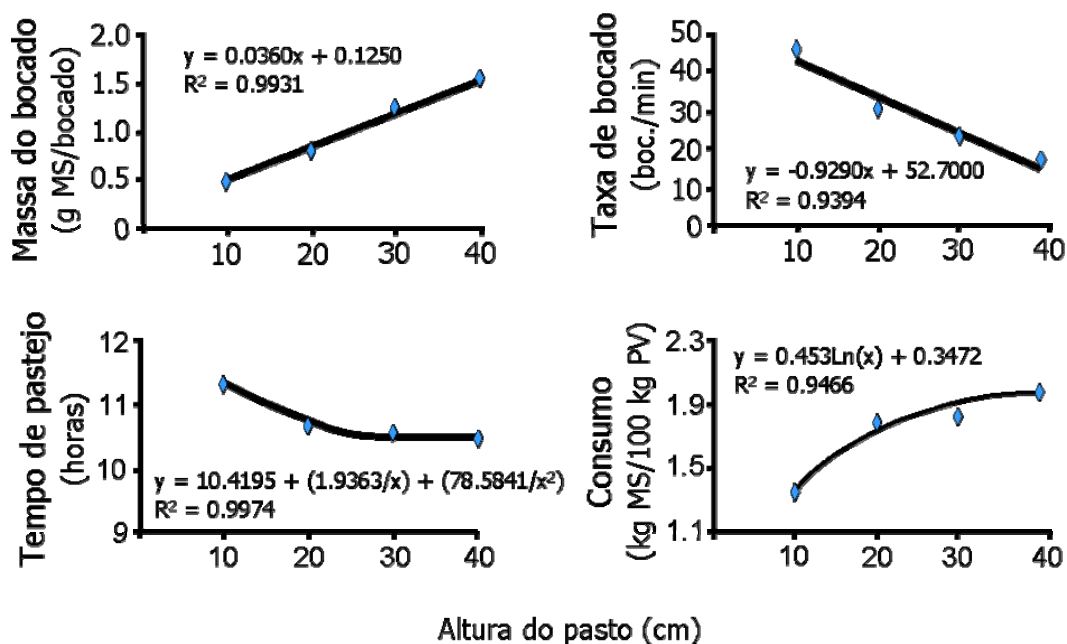 Massa do bocado
(g MS/bocado)
2.0
1.5
1.0
0.5
0
y = 0.0360x + 0.1250
R² = 0.9931
10 20 30 40
Taxa de bocado
(boc./min)
50
40
30
20
10
0
y = -0.9290x + 52.7000
R² = 0.9394
10 20 30 40
Tempo de pastejo
(horas)
12
11
10
9
y = 10.4195 + (1.9363/x) + (78.5841/x²)
R² = 0.9974
10 20 30 40
Consumo
(kg MS/100 kg PV)
2.3
1.9
1.5
1.1
y = 0.453Ln(x) + 0.3472
R² = 0.9466
10 20 30 40
Altura do pasto (cm)